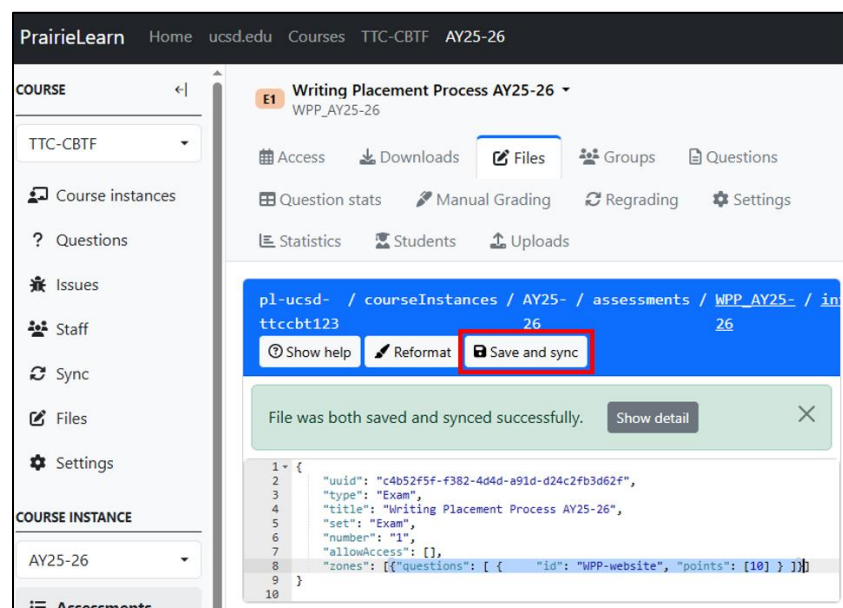 PrairieLearn Home ucsd.edu Courses TTC-CBTF AY25-26
COURSE
TTC-CBTF
Course instances
? Questions
Issues
Staff
Sync
Files
Settings
COURSE INSTANCE
AY25-26
Assessments
E1 Writing Placement Process AY25-26
WPP_AY25-26
Access Downloads Files Groups Questions
Question stats Manual Grading Regrading Settings
Statistics Students Uploads
pl-ucsd- / courseInstances / AY25- / assessments / WPP_AY25- / in
ttccbt123 26 26
Show help Reformat Save and sync
File was both saved and synced successfully. Show detail
1 {
2 "uuid": "c4b52f5f-f382-4d4d-a91d-d24c2fb3d62f",
3 "type": "Exam",
4 "title": "Writing Placement Process AY25-26",
5 "set": "Exam",
6 "number": "1",
7 "allowAccess": [],
8 "zones": [{"questions": [ { "id": "WPP-website", "points": [10] } ]}]
9 }
10